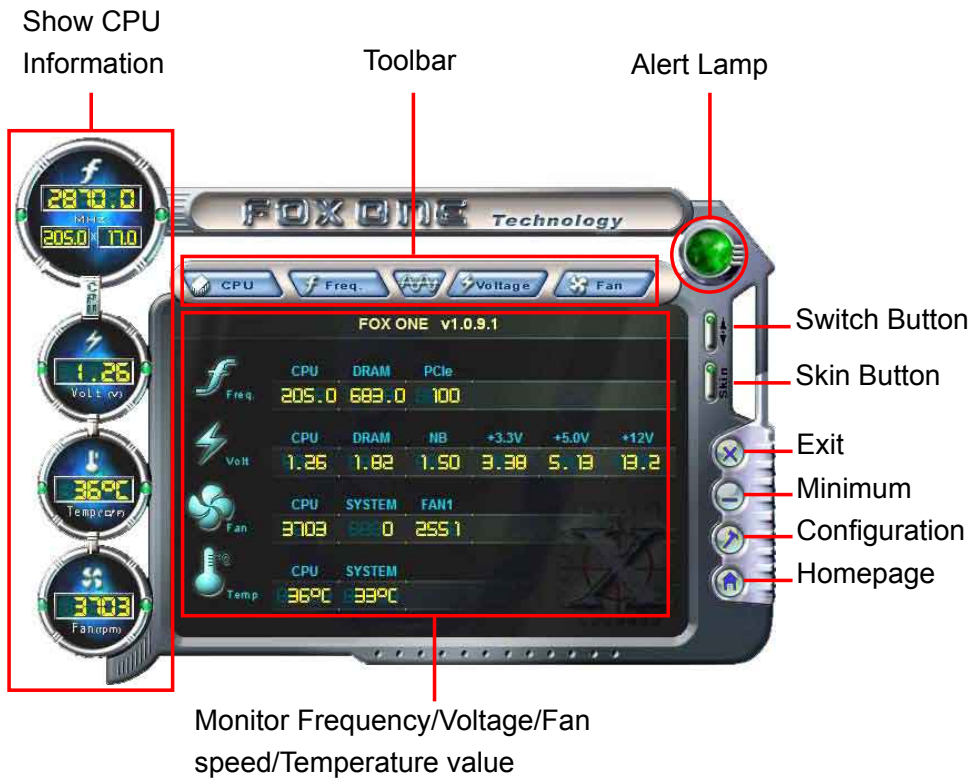 Show CPU
Information
Toolbar
Alert Lamp
2870.0
MHz
205.0 x 17.0
CPU
1.26
Volt (v)
36°C
Temp(℃/℉)
3703
Fan(rpm)
FOX ONE Technology
CPU Freq. Voltage Fan
FOX ONE v1.0.9.1
CPU DRAM PCIe
Freq. 205.0 683.0 100
CPU DRAM NB +3.3V +5.0V +12V
Volt 1.26 1.82 1.50 3.38 5.13 13.2
CPU SYSTEM FAN1
Fan 3703 0 2551
CPU SYSTEM
Temp 36°C 33°C
Skin
Switch Button
Skin Button
Exit
Minimum
Configuration
Homepage
Monitor Frequency/Voltage/Fan
speed/Temperature value